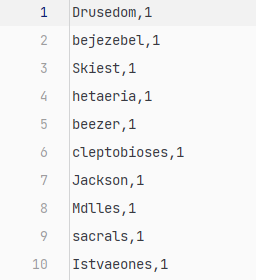 1 Drusedom,1
2 bejezebel,1
3 Skiest,1
4 hetaeria,1
5 beezer,1
6 cleptobioses,1
7 Jackson,1
8 Mdlles,1
9 sacrals,1
10 Istvaeones,1